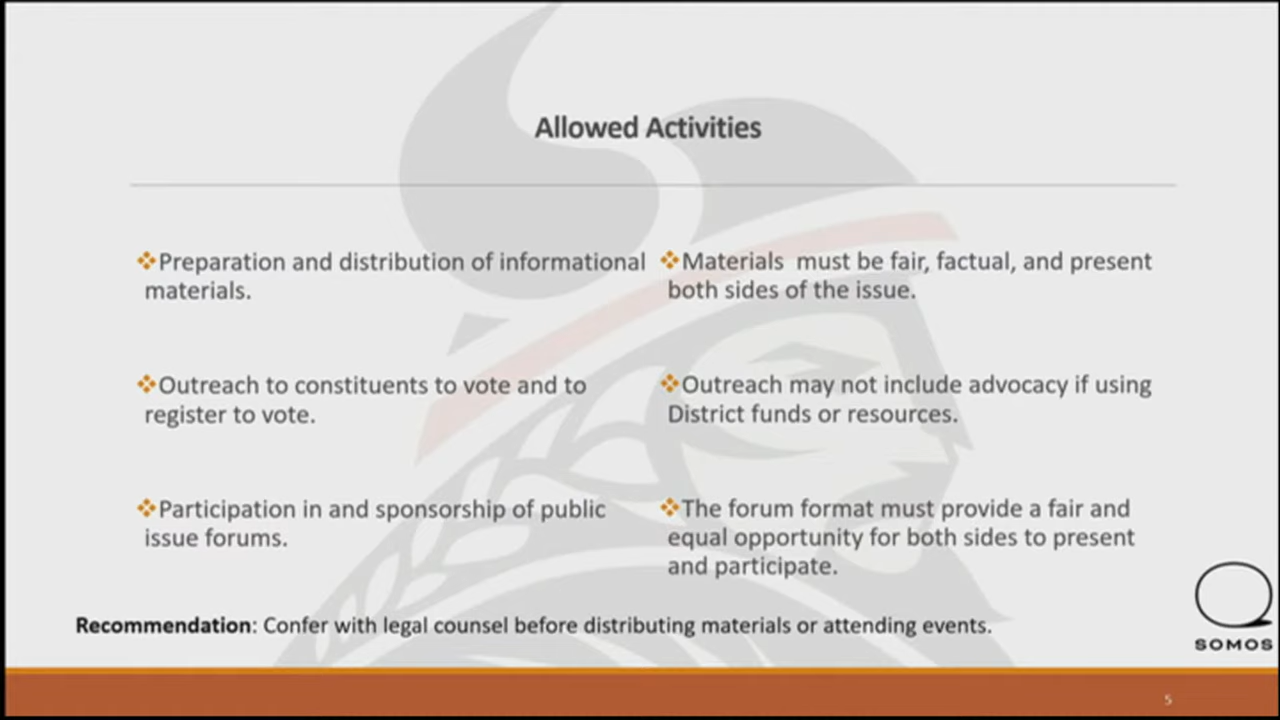 Allowed Activities
❖Preparation and distribution of informational
materials.
❖Materials must be fair, factual, and present
both sides of the issue.
❖Outreach to constituents to vote and to
register to vote.
❖Outreach may not include advocacy if using
District funds or resources.
❖Participation in and sponsorship of public
issue forums.
❖The forum format must provide a fair and
equal opportunity for both sides to present
and participate.
Recommendation: Confer with legal counsel before distributing materials or attending events.
SOMOS
5